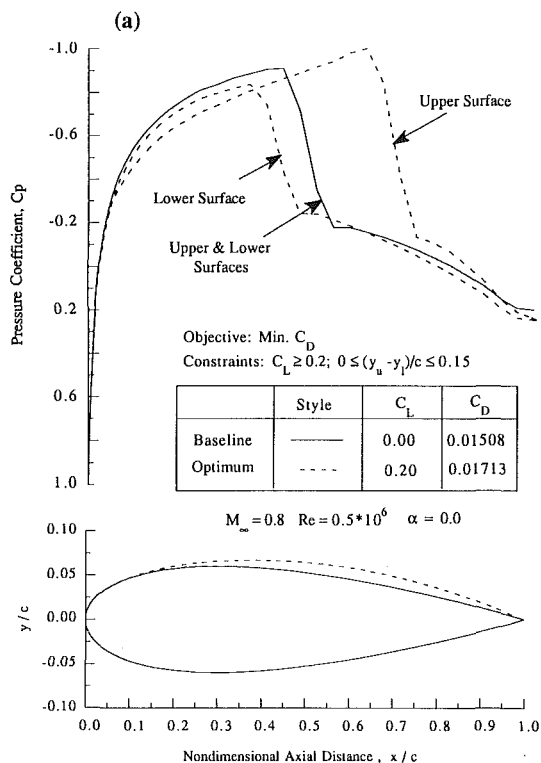 (a)
-1.0
-0.6
-0.2
0.2
0.6
1.0
Pressure Coefficient, Cp
Upper Surface
Lower Surface
Upper & Lower
Surfaces
Objective: Min. C_D
Constraints: C_L ≥ 0.2; 0 ≤ (y_u - y_l)/c ≤ 0.15
Style C_L C_D
Baseline 0.00 0.01508
Optimum 0.20 0.01713
M_∞ = 0.8 Re = 0.5*10^6 α = 0.0
0.10
0.05
0.00
-0.05
-0.10
y / c
0.0 0.1 0.2 0.3 0.4 0.5 0.6 0.7 0.8 0.9 1.0
Nondimensional Axial Distance , x / c